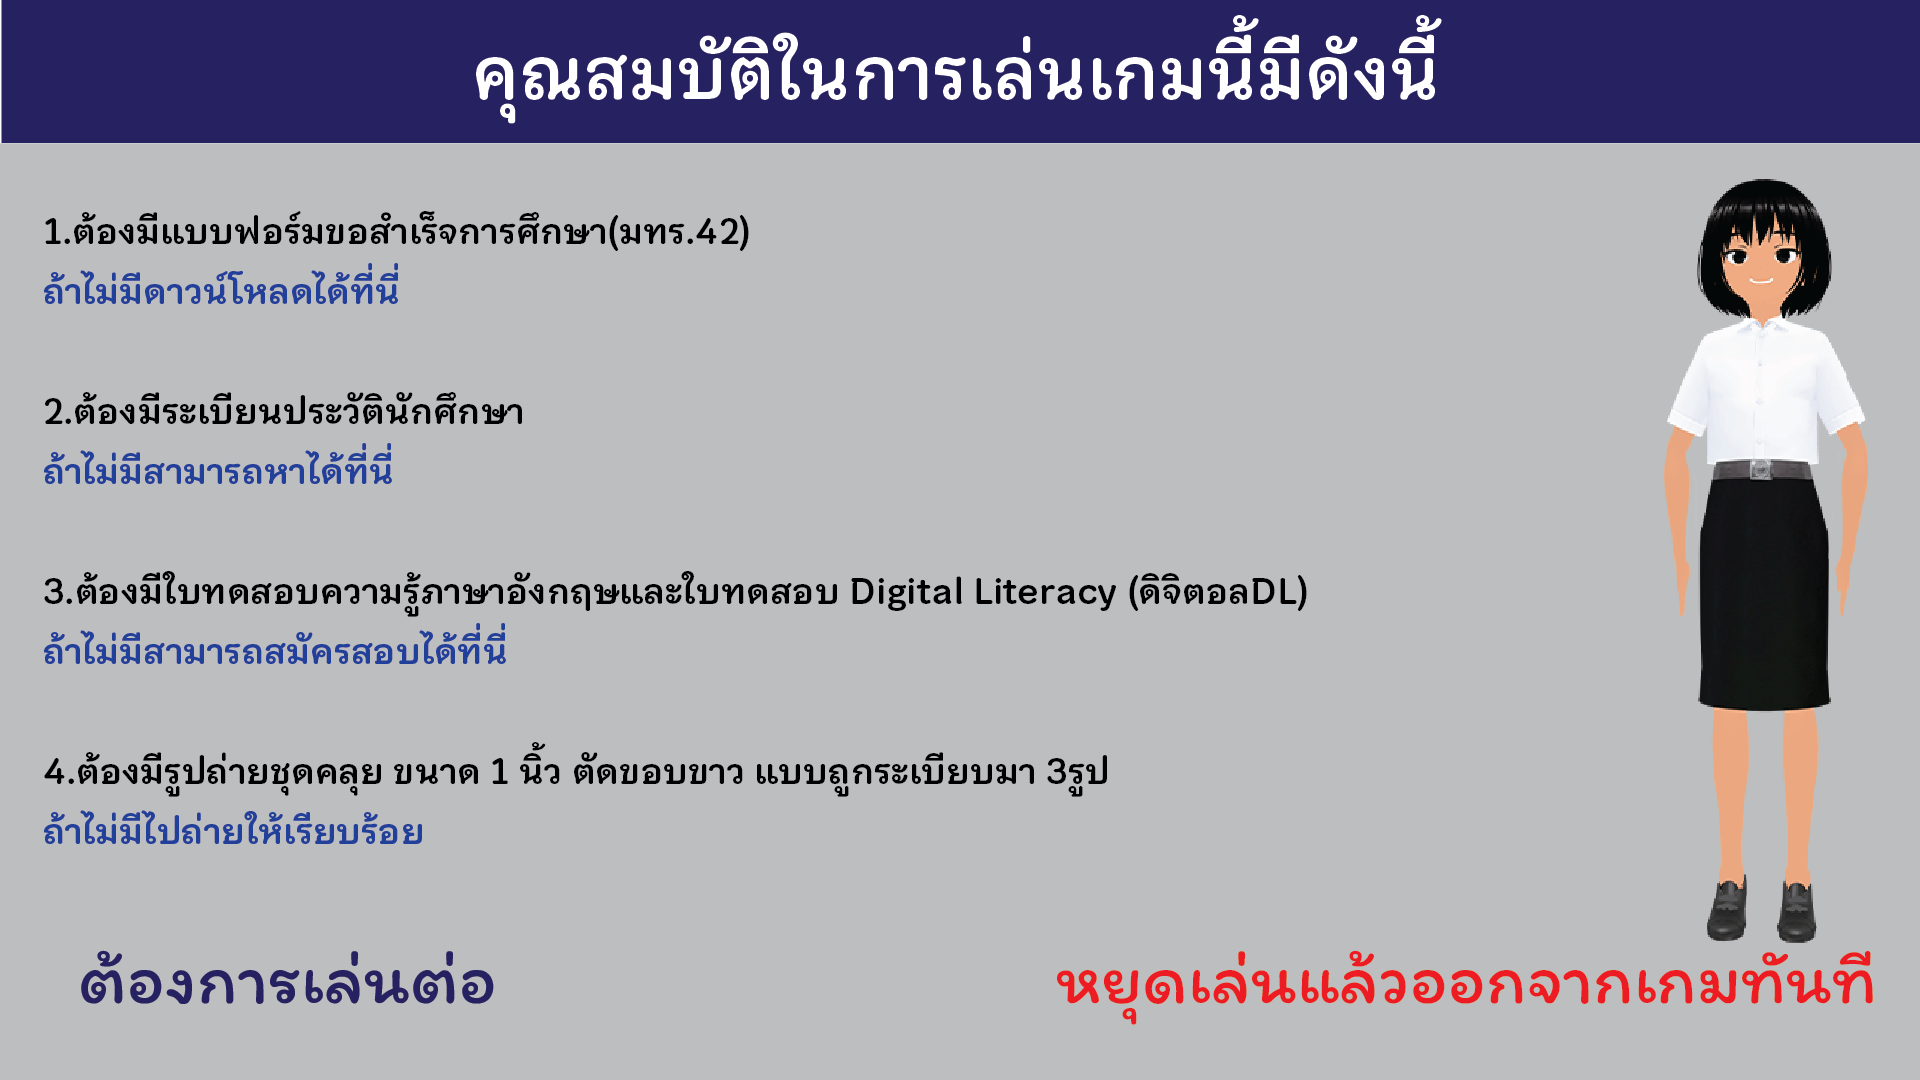 คุณสมบัติในการเล่นเกมนี้มีดังนี้
1.ต้องมีแบบฟอร์มขอสำเร็จการศึกษา(มทร.42)
ถ้าไม่มีดาวน์โหลดได้ที่นี่
2.ต้องมีระเบียนประวัตินักศึกษา
ถ้าไม่มีสามารถหาได้ที่นี่
3.ต้องมีใบทดสอบความรู้ภาษาอังกฤษและใบทดสอบ Digital Literacy (ดิจิตอลDL)
ถ้าไม่มีสามารถสมัครสอบได้ที่นี่
4.ต้องมีรูปถ่ายชุดคลุย ขนาด 1 นิ้ว ตัดขอบขาว แบบถูกระเบียบมา 3รูป
ถ้าไม่มีไปถ่ายให้เรียบร้อย
ต้องการเล่นต่อ
หยุดเล่นแล้วออกจากเกมทันที